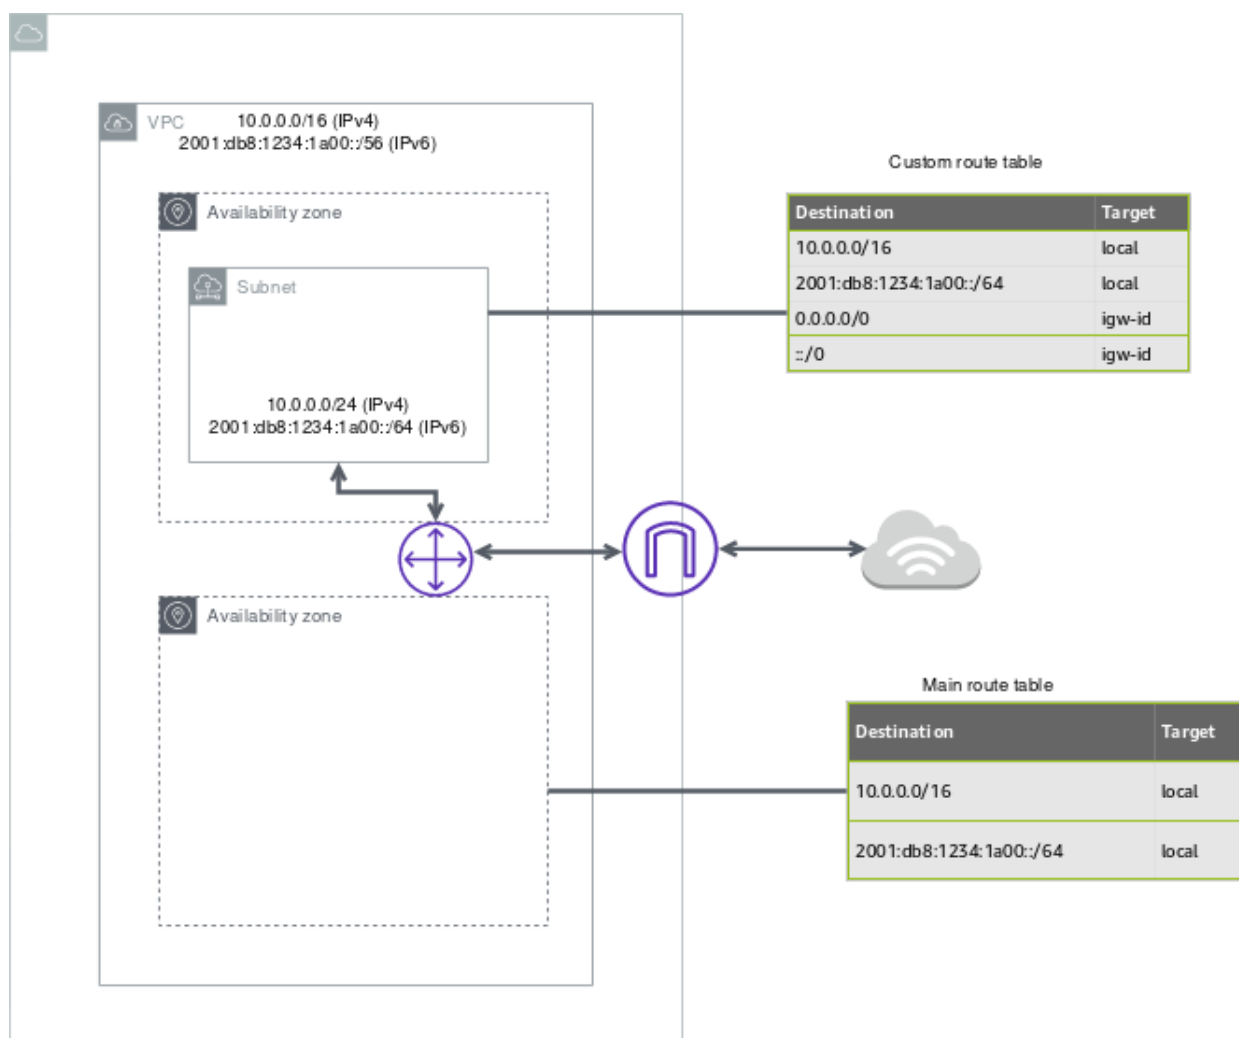 VPC
10.0.0.0/16 (IPv4)
2001:db8:1234:1a00::/56 (IPv6)
Availability zone
Subnet
10.0.0.0/24 (IPv4)
2001:db8:1234:1a00::/64 (IPv6)
Custom route table
Destination Target
10.0.0.0/16 local
2001:db8:1234:1a00::/64 local
0.0.0.0/0 igw-id
::/0 igw-id
Availability zone
Main route table
Destination Target
10.0.0.0/16 local
2001:db8:1234:1a00::/64 local